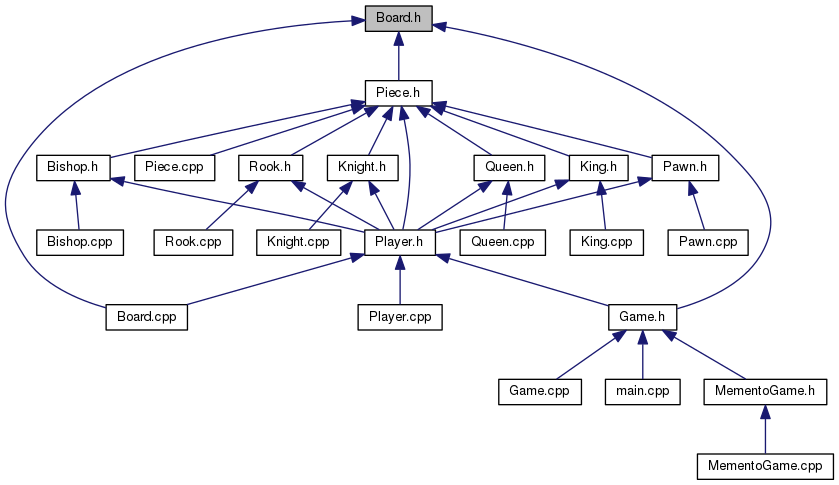 Board.h
Piece.h
Bishop.h
Piece.cpp
Rook.h
Knight.h
Queen.h
King.h
Pawn.h
Bishop.cpp
Rook.cpp
Knight.cpp
Player.h
Queen.cpp
King.cpp
Pawn.cpp
Board.cpp
Player.cpp
Game.h
Game.cpp
main.cpp
MementoGame.h
MementoGame.cpp